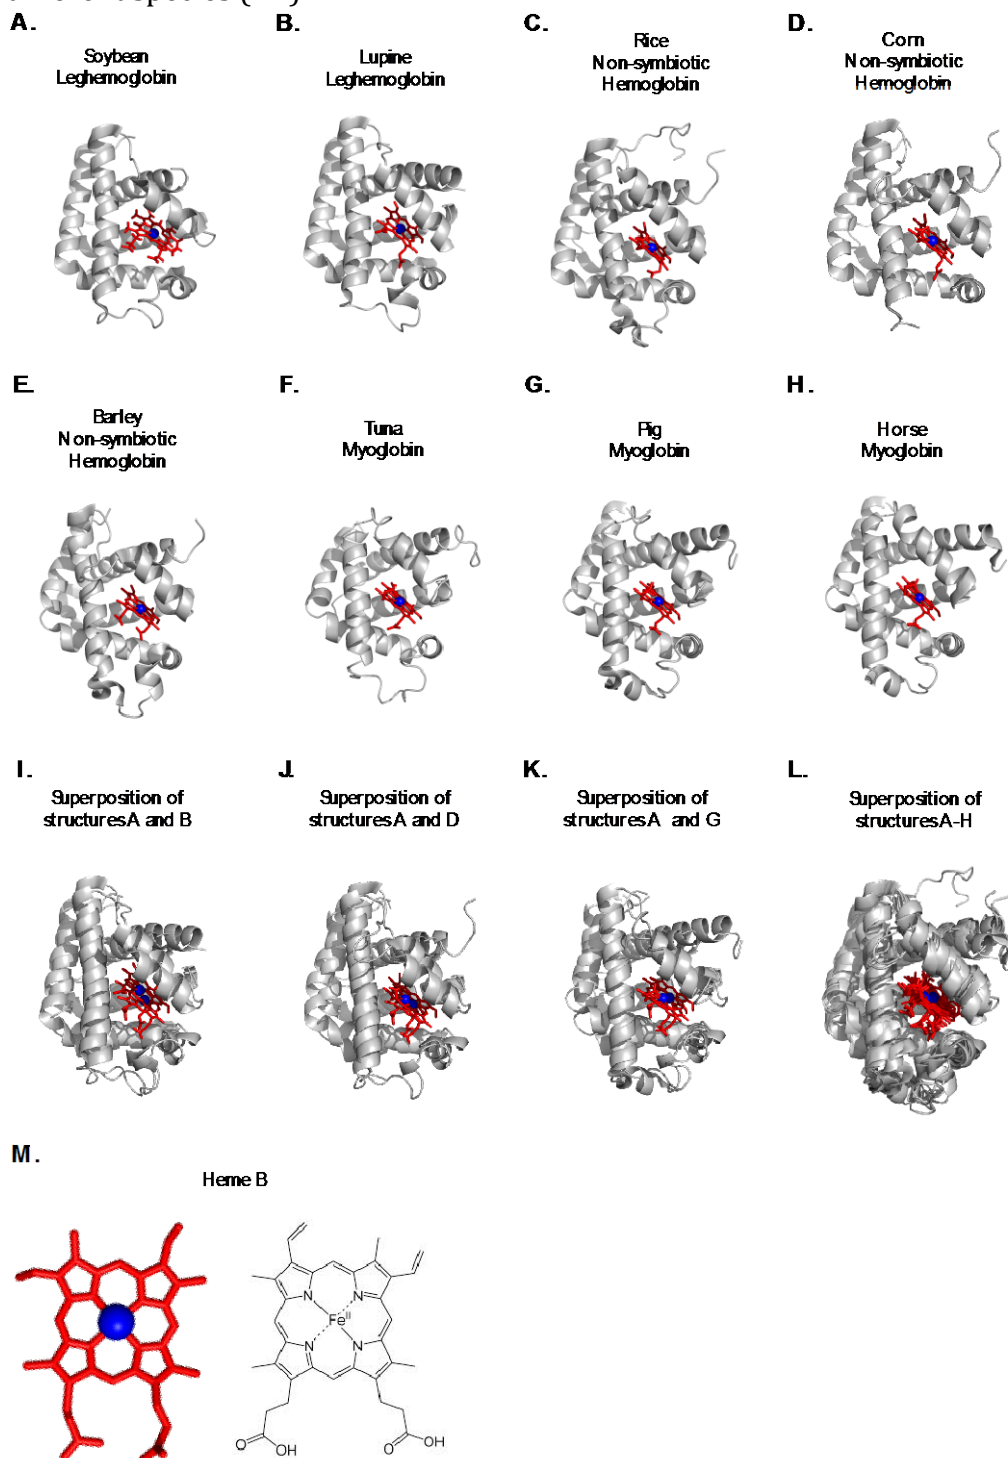 A.
Soybean
Leghemoglobin
B.
Lupine
Leghemoglobin
C.
Rice
Non-symbiotic
Hemoglobin
D.
Corn
Non-symbiotic
Hemoglobin
E.
Barley
Non-symbiotic
Hemoglobin
F.
Tuna
Myoglobin
G.
Pig
Myoglobin
H.
Horse
Myoglobin
I.
Superposition of
structures A and B
J.
Superposition of
structures A and D
K.
Superposition of
structures A and G
L.
Superposition of
structures A-H
M.
Heme B
N N
Fe II
N N
O OH
O OH